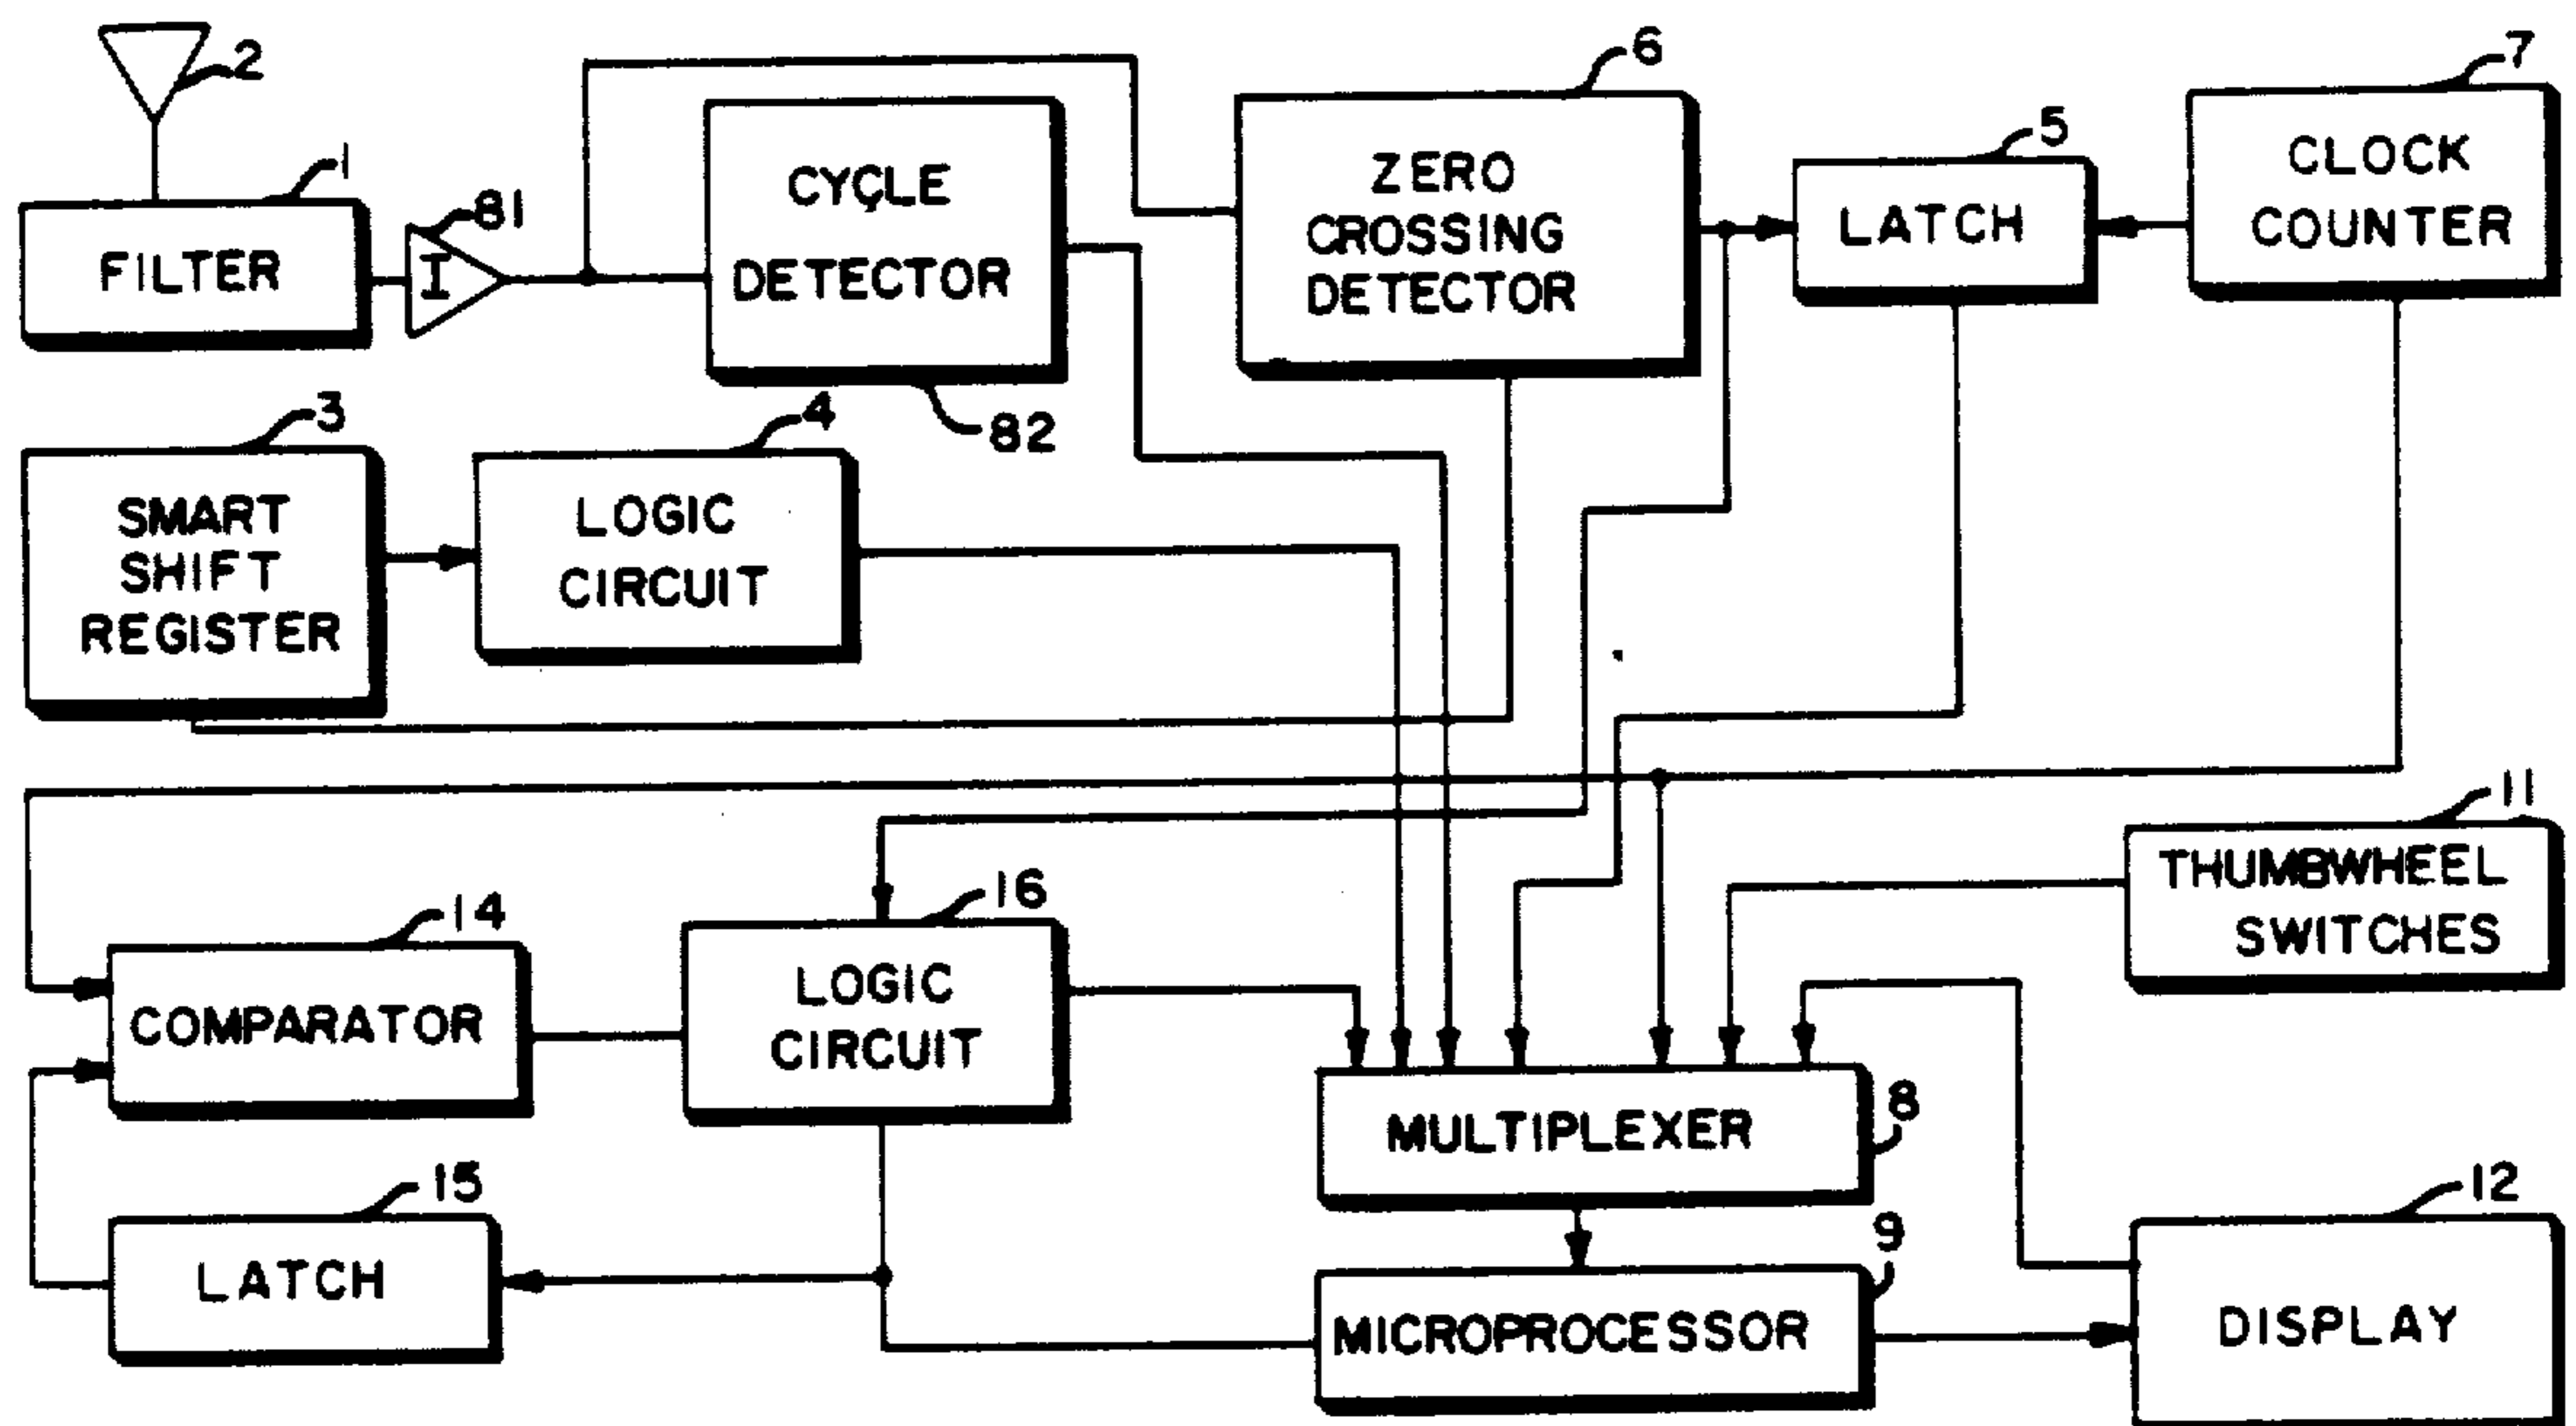 2
1
FILTER
81
I
CYCLE
DETECTOR
82
6
ZERO
CROSSING
DETECTOR
5
LATCH
7
CLOCK
COUNTER
3
SMART
SHIFT
REGISTER
4
LOGIC
CIRCUIT
11
THUMBWHEEL
SWITCHES
14
COMPARATOR
16
LOGIC
CIRCUIT
MULTIPLEXER
8
15
LATCH
MICROPROCESSOR
9
12
DISPLAY